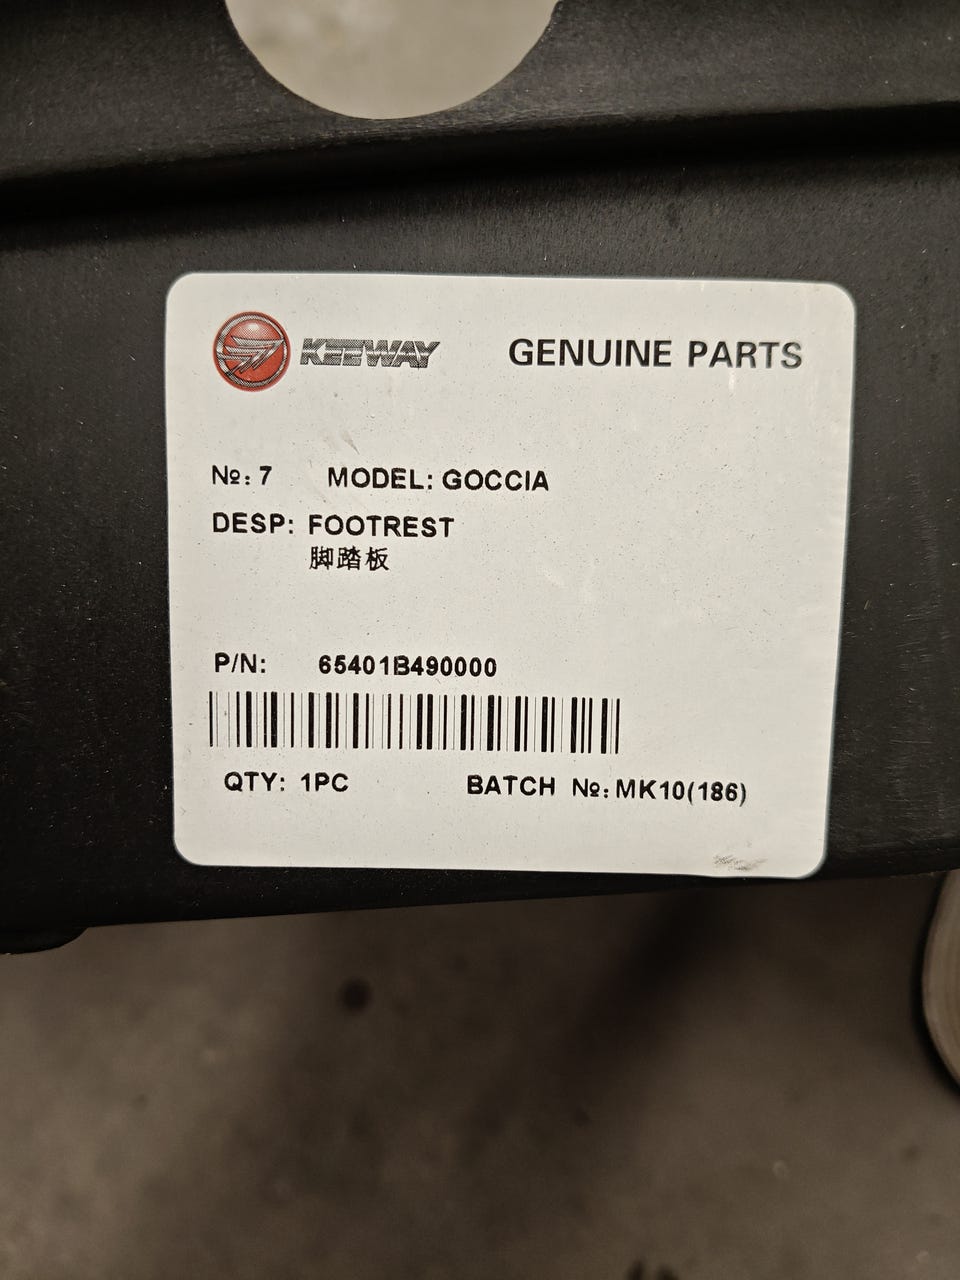 KEEWAY GENUINE PARTS
№: 7 MODEL: GOCCIA
DESP: FOOTREST
脚踏板
P/N: 65401B490000
QTY: 1PC BATCH №: MK10(186)